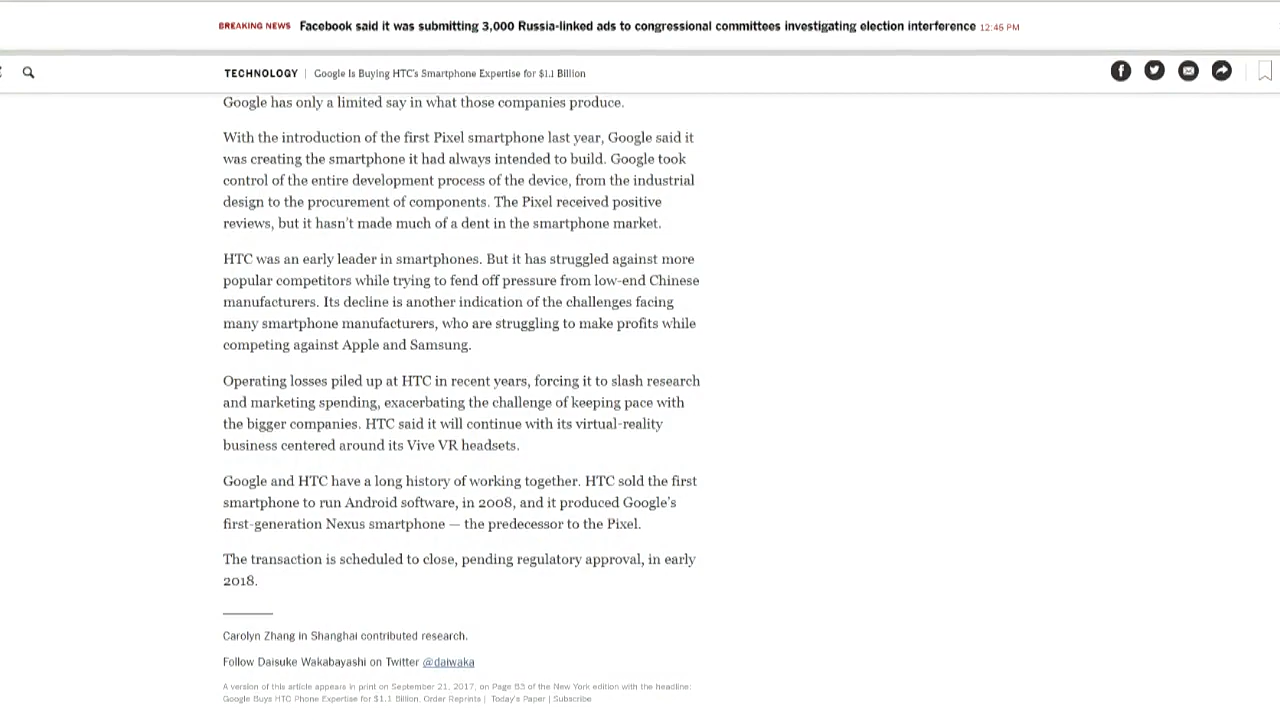 BREAKING NEWS Facebook said it was submitting 3,000 Russia-linked ads to congressional committees investigating election interference 12:45 PM
TECHNOLOGY | Google Is Buying HTC's Smartphone Expertise for $1.1 Billion
Google has only a limited say in what those companies produce.
With the introduction of the first Pixel smartphone last year, Google said it
was creating the smartphone it had always intended to build. Google took
control of the entire development process of the device, from the industrial
design to the procurement of components. The Pixel received positive
reviews, but it hasn't made much of a dent in the smartphone market.
HTC was an early leader in smartphones. But it has struggled against more
popular competitors while trying to fend off pressure from low-end Chinese
manufacturers. Its decline is another indication of the challenges facing
many smartphone manufacturers, who are struggling to make profits while
competing against Apple and Samsung.
Operating losses piled up at HTC in recent years, forcing it to slash research
and marketing spending, exacerbating the challenge of keeping pace with
the bigger companies. HTC said it will continue with its virtual-reality
business centered around its Vive VR headsets.
Google and HTC have a long history of working together. HTC sold the first
smartphone to run Android software, in 2008, and it produced Google's
first-generation Nexus smartphone — the predecessor to the Pixel.
The transaction is scheduled to close, pending regulatory approval, in early
2018.
Carolyn Zhang in Shanghai contributed research.
Follow Daisuke Wakabayashi on Twitter @daiwaka
A version of this article appears in print on September 21, 2017, on Page B3 of the New York edition with the headline:
Google Buys HTC Phone Expertise for $1.1 Billion. Order Reprints | Today's Paper | Subscribe